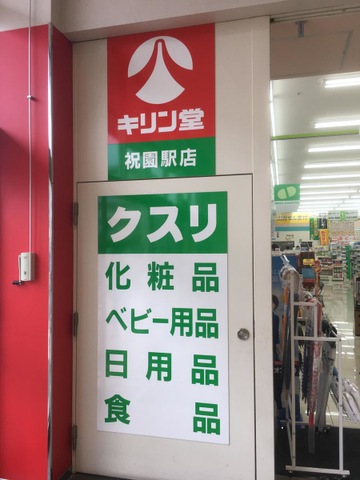 キリン堂
祝園駅店
クスリ
化粧品
ベビー用品
日用品
食品